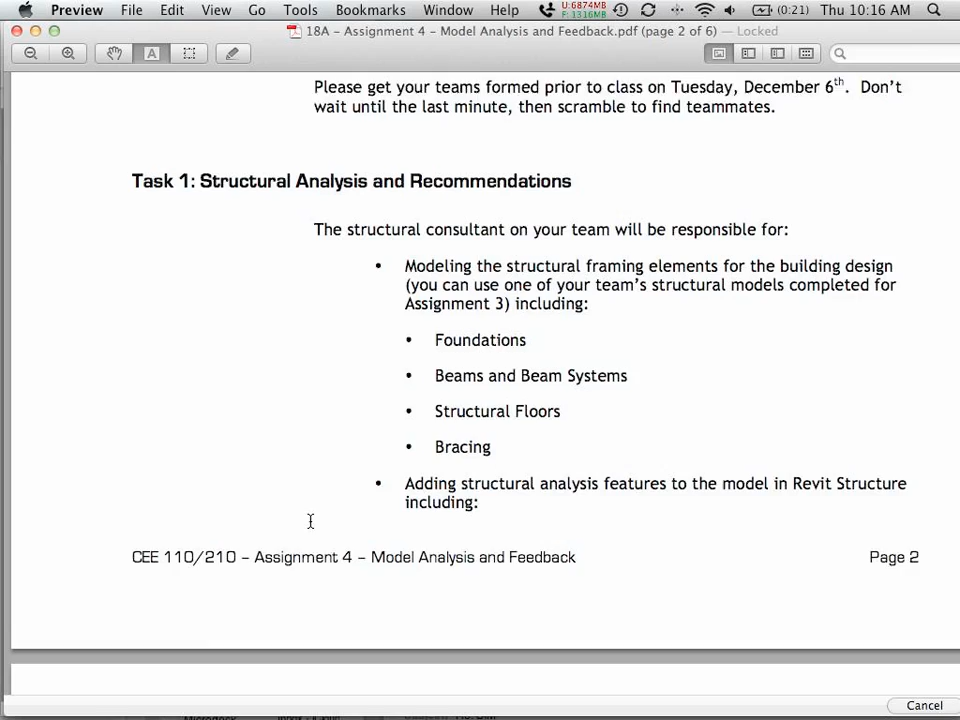 Preview File Edit View Go Tools Bookmarks Window Help U:6874MB F:1316MB (0:21) Thu 10:16 AM
18A – Assignment 4 – Model Analysis and Feedback.pdf (page 2 of 6) — Locked
Please get your teams formed prior to class on Tuesday, December 6th. Don't
wait until the last minute, then scramble to find teammates.
Task 1: Structural Analysis and Recommendations
The structural consultant on your team will be responsible for:
• Modeling the structural framing elements for the building design
(you can use one of your team's structural models completed for
Assignment 3) including:
• Foundations
• Beams and Beam Systems
• Structural Floors
• Bracing
• Adding structural analysis features to the model in Revit Structure
including:
CEE 110/210 – Assignment 4 – Model Analysis and Feedback Page 2
Cancel